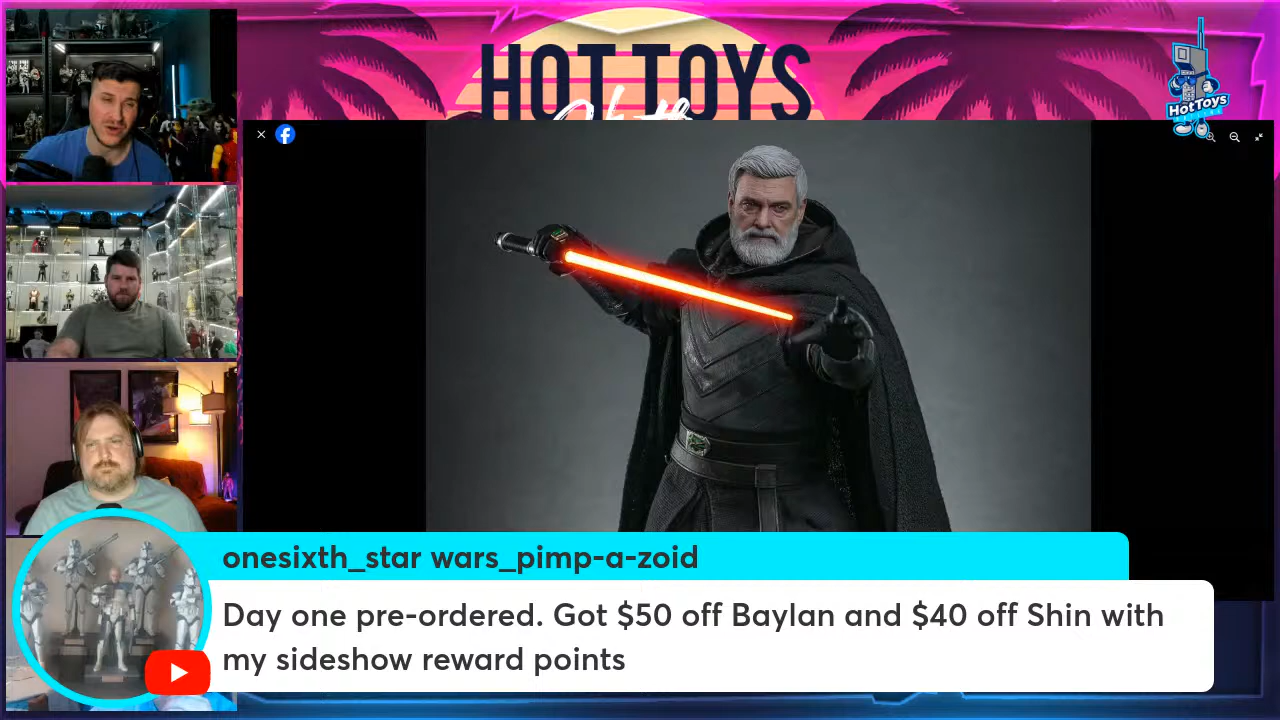 HOT TOYS
HotToys
onesixth_star wars_pimp-a-zoid
Day one pre-ordered. Got $50 off Baylan and $40 off Shin with
my sideshow reward points